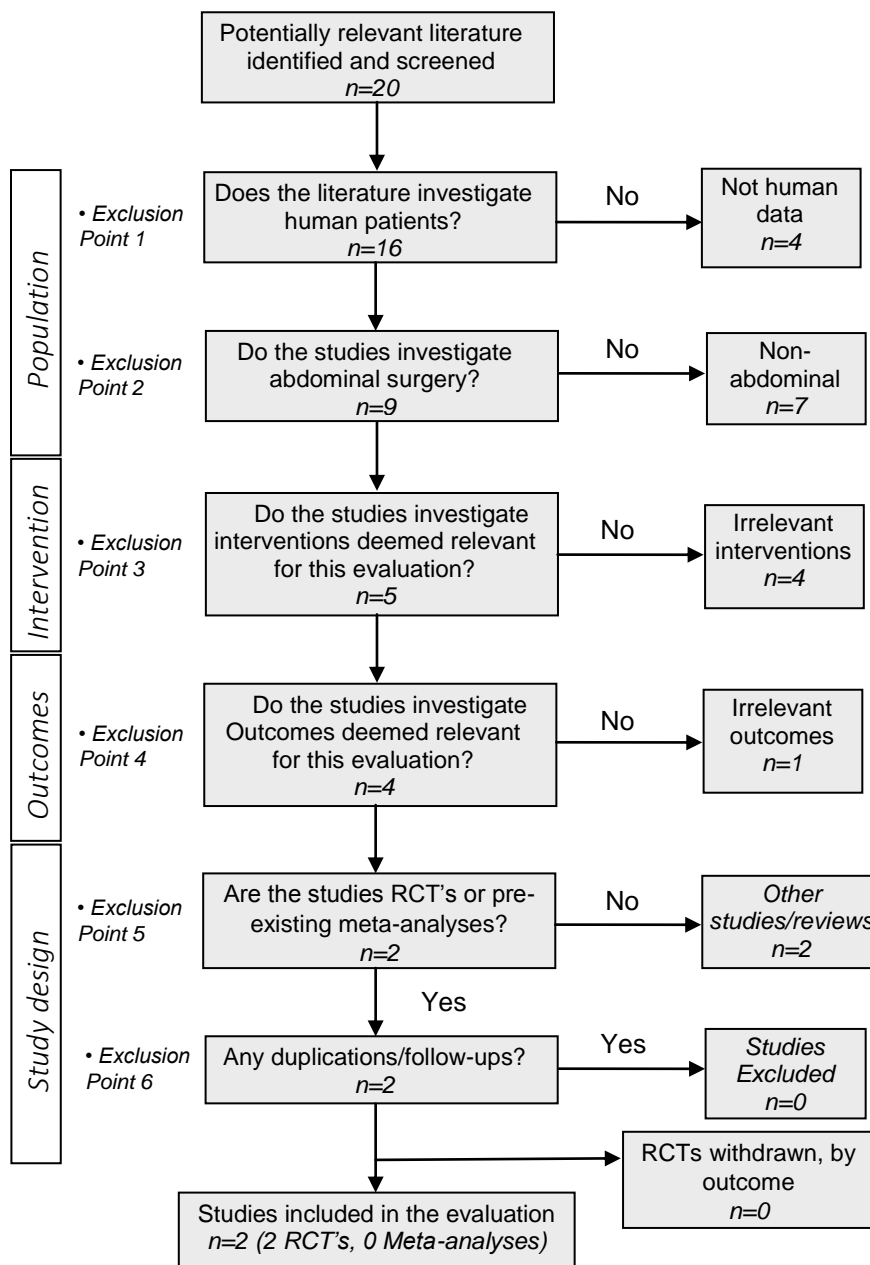 Potentially relevant literature
identified and screened
n=20
Population
• Exclusion
Point 1
Does the literature investigate
human patients?
n=16
No
Not human
data
n=4
• Exclusion
Point 2
Do the studies investigate
abdominal surgery?
n=9
No
Non-
abdominal
n=7
Intervention
• Exclusion
Point 3
Do the studies investigate
interventions deemed relevant
for this evaluation?
n=5
No
Irrelevant
interventions
n=4
Outcomes
• Exclusion
Point 4
Do the studies investigate
Outcomes deemed relevant
for this evaluation?
n=4
No
Irrelevant
outcomes
n=1
Study design
• Exclusion
Point 5
Are the studies RCT's or pre-
existing meta-analyses?
n=2
No
Other
studies/reviews
n=2
Yes
• Exclusion
Point 6
Any duplications/follow-ups?
n=2
Yes
Studies
Excluded
n=0
RCTs withdrawn, by
outcome
n=0
Studies included in the evaluation
n=2 (2 RCT's, 0 Meta-analyses)